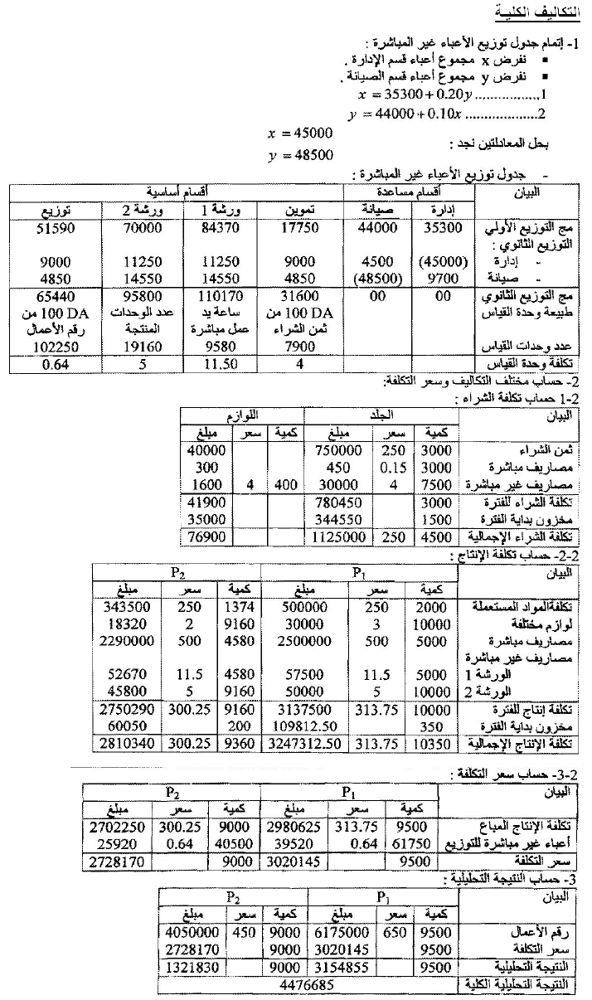 التكاليف الكلية
1- إتمام جدول توزيع الأعباء غير المباشرة :
▪ نفرض x مجموع أعباء قسم الإدارة .
▪ نفرض y مجموع أعباء قسم الصيانة .
x = 35300 + 0.20y .................1
y = 44000 + 0.10x ...................2
بحل المعادلتين نجد : x = 45000
y = 48500
- جدول توزيع الأعباء غير المباشرة :
البيان | أقسام مساعدة | أقسام أساسية
إدارة | صيانة | تموين | ورشة 1 | ورشة 2 | توزيع
مج التوزيع الأولي | 35300 | 44000 | 17750 | 84370 | 70000 | 51590
التوزيع الثانوي :
- إدارة | (45000) | 4500 | 9000 | 11250 | 11250 | 9000
- صيانة | 9700 | (48500) | 4850 | 14550 | 14550 | 4850
مج التوزيع الثانوي | 00 | 00 | 31600 | 110170 | 95800 | 65440
طبيعة وحدة القياس | 100 DA من | ساعة يد | عدد الوحدات | 100 DA من
ثمن الشراء | عمل مباشرة | المنتجة | رقم الأعمال
عدد وحدات القياس | 7900 | 9580 | 19160 | 102250
تكلفة وحدة القياس | 4 | 11.50 | 5 | 0.64
2- حساب مختلف التكاليف وسعر التكلفة:
1-2 حساب تكلفة الشراء :
البيان | الجلد | اللوازم
كمية | سعر | مبلغ | كمية | سعر | مبلغ
ثمن الشراء | 3000 | 250 | 750000 | 40000
مصاريف مباشرة | 3000 | 0.15 | 450 | 300
مصاريف غير مباشرة | 7500 | 4 | 30000 | 400 | 4 | 1600
تكلفة الشراء للفترة | 3000 | 780450 | 41900
مخزون بداية الفترة | 1500 | 344550 | 35000
تكلفة الشراء الإجمالية | 4500 | 250 | 1125000 | 76900
2-2- حساب تكلفة الإنتاج :
البيان | P1 | P2
كمية | سعر | مبلغ | كمية | سعر | مبلغ
تكلفةالمواد المستعملة | 2000 | 250 | 500000 | 1374 | 250 | 343500
لوازم مختلفة | 10000 | 3 | 30000 | 9160 | 2 | 18320
مصاريف مباشرة | 5000 | 500 | 2500000 | 4580 | 500 | 2290000
مصاريف غير مباشرة
الورشة 1 | 5000 | 11.5 | 57500 | 4580 | 11.5 | 52670
الورشة 2 | 10000 | 5 | 50000 | 9160 | 5 | 45800
تكلفة إنتاج للفترة | 10000 | 313.75 | 3137500 | 9160 | 300.25 | 2750290
مخزون بداية الفترة | 350 | 109812.50 | 200 | 60050
تكلفة الإنتاج الإجمالية | 10350 | 313.75 | 3247312.50 | 9360 | 300.25 | 2810340
3-2- حساب سعر التكلفة :
البيان | P1 | P2
كمية | سعر | مبلغ | كمية | سعر | مبلغ
تكلفة الإنتاج المباع | 9500 | 313.75 | 2980625 | 9000 | 300.25 | 2702250
أعباء غير مباشرة للتوزيع | 61750 | 0.64 | 39520 | 40500 | 0.64 | 25920
سعر التكلفة | 9500 | 3020145 | 9000 | 2728170
3- حساب النتيجة التحليلية :
البيان | P1 | P2
كمية | سعر | مبلغ | كمية | سعر | مبلغ
رقم الأعمال | 9500 | 650 | 6175000 | 9000 | 450 | 4050000
سعر التكلفة | 9500 | 3020145 | 9000 | 2728170
النتيجة التحليلية | 9500 | 3154855 | 9000 | 1321830
النتيجة التحليلية الكلية | 4476685